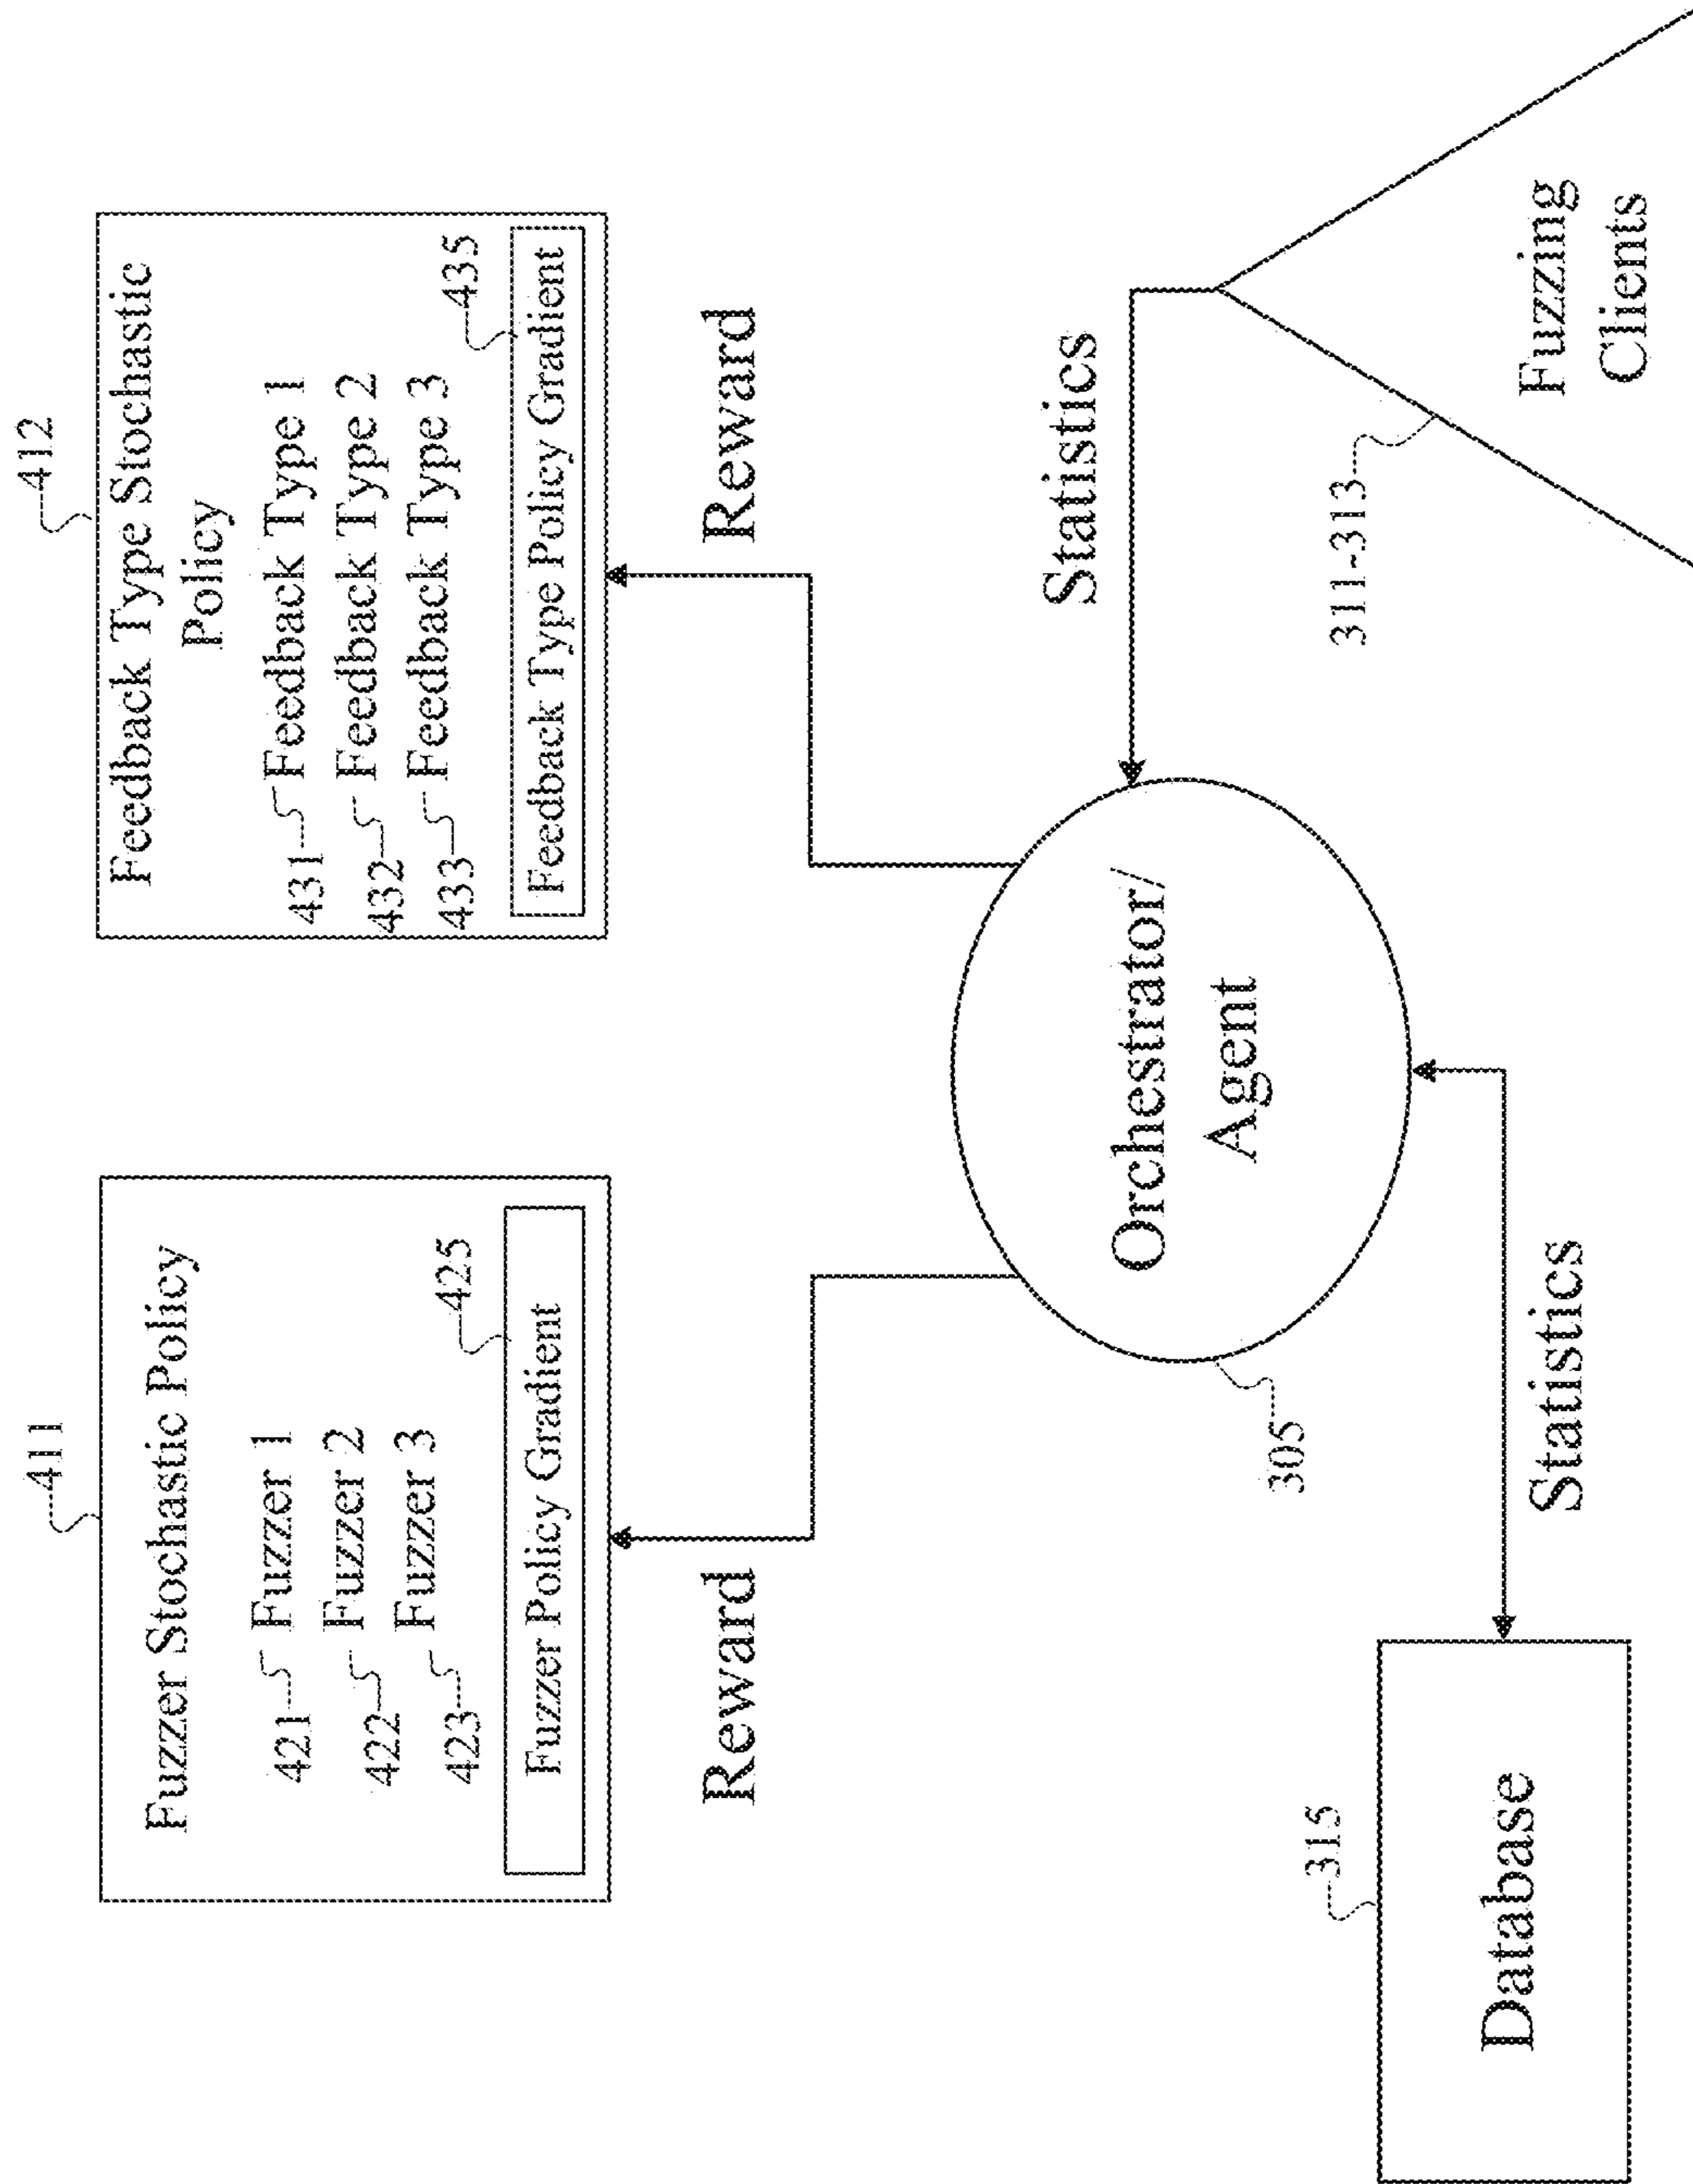 411
Fuzzer Stochastic Policy
421 Fuzzer 1
422 Fuzzer 2
423 Fuzzer 3
425
Fuzzer Policy Gradient
412
Feedback Type Stochastic
Policy
431 Feedback Type 1
432 Feedback Type 2
433 Feedback Type 3
435
Feedback Type Policy Gradient
Reward
Reward
Orchestrator/
Agent
305
Statistics
311-313
Fuzzing
Clients
315
Database
Statistics